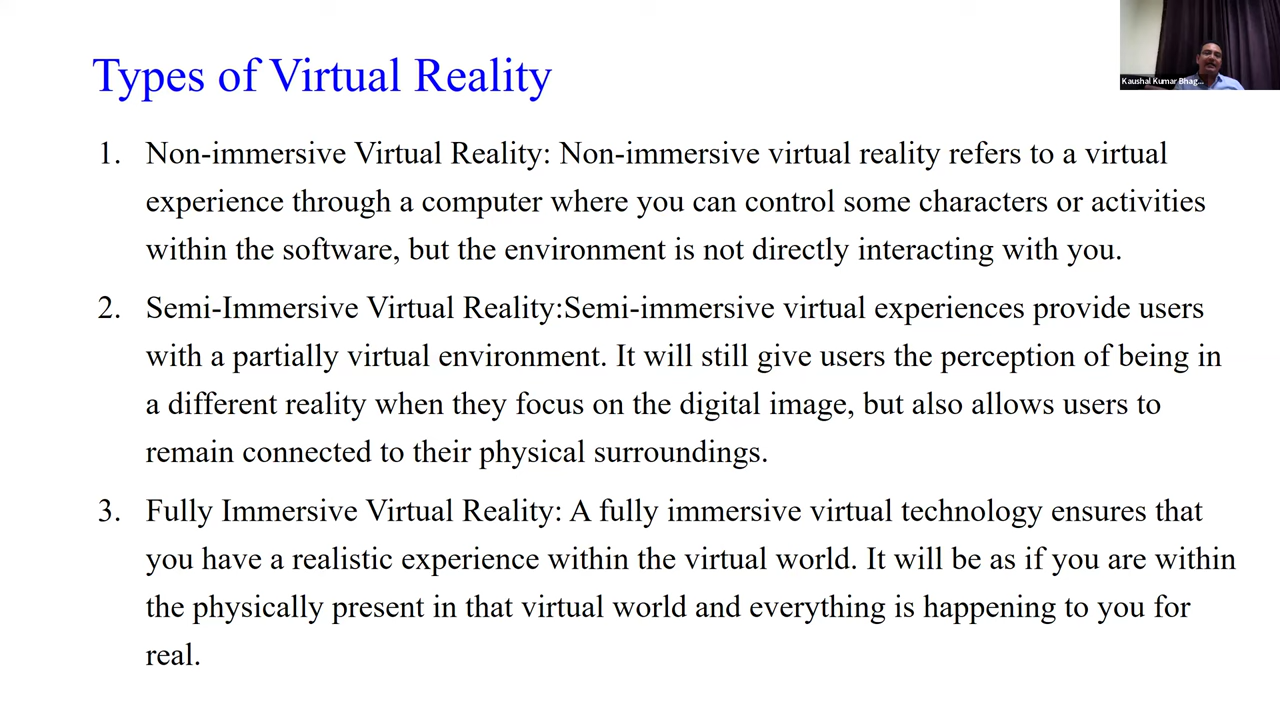 Types of Virtual Reality
Kaushal Kumar Bhag...
1. Non-immersive Virtual Reality: Non-immersive virtual reality refers to a virtual
experience through a computer where you can control some characters or activities
within the software, but the environment is not directly interacting with you.
2. Semi-Immersive Virtual Reality:Semi-immersive virtual experiences provide users
with a partially virtual environment. It will still give users the perception of being in
a different reality when they focus on the digital image, but also allows users to
remain connected to their physical surroundings.
3. Fully Immersive Virtual Reality: A fully immersive virtual technology ensures that
you have a realistic experience within the virtual world. It will be as if you are within
the physically present in that virtual world and everything is happening to you for
real.